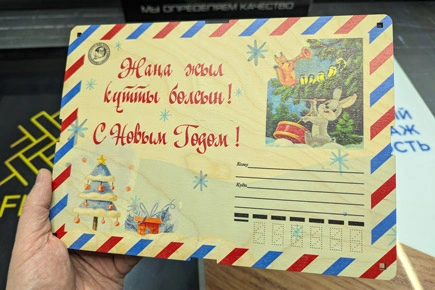 МЫ ОПРЕДЕЛЯЕМ КАЧЕСТВО
Жаңа жыл
құтты болсын!
С Новым Годом!
Кому
Куда